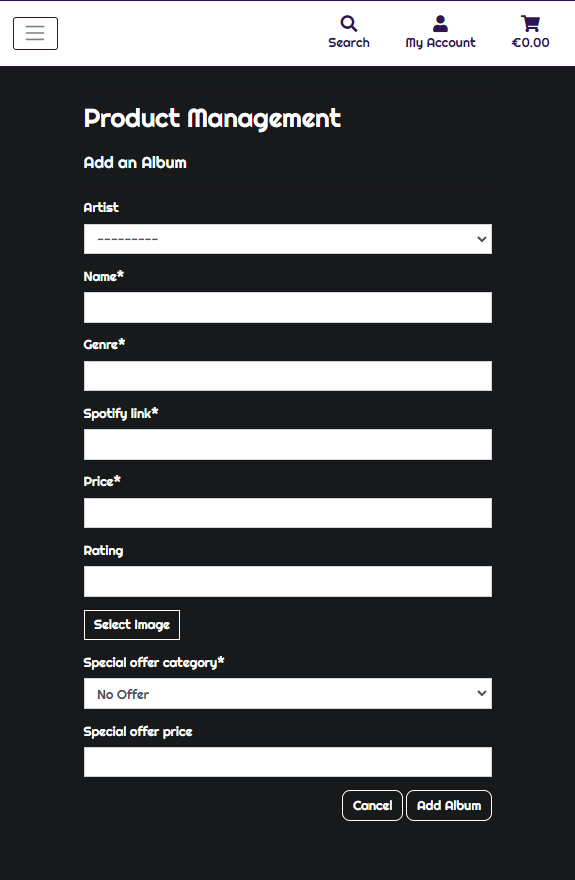 Search My Account €0.00
Product Management
Add an Album
Artist
---------
Name*
Genre*
Spotify link*
Price*
Rating
Select Image
Special offer category*
No Offer
Special offer price
Cancel Add Album